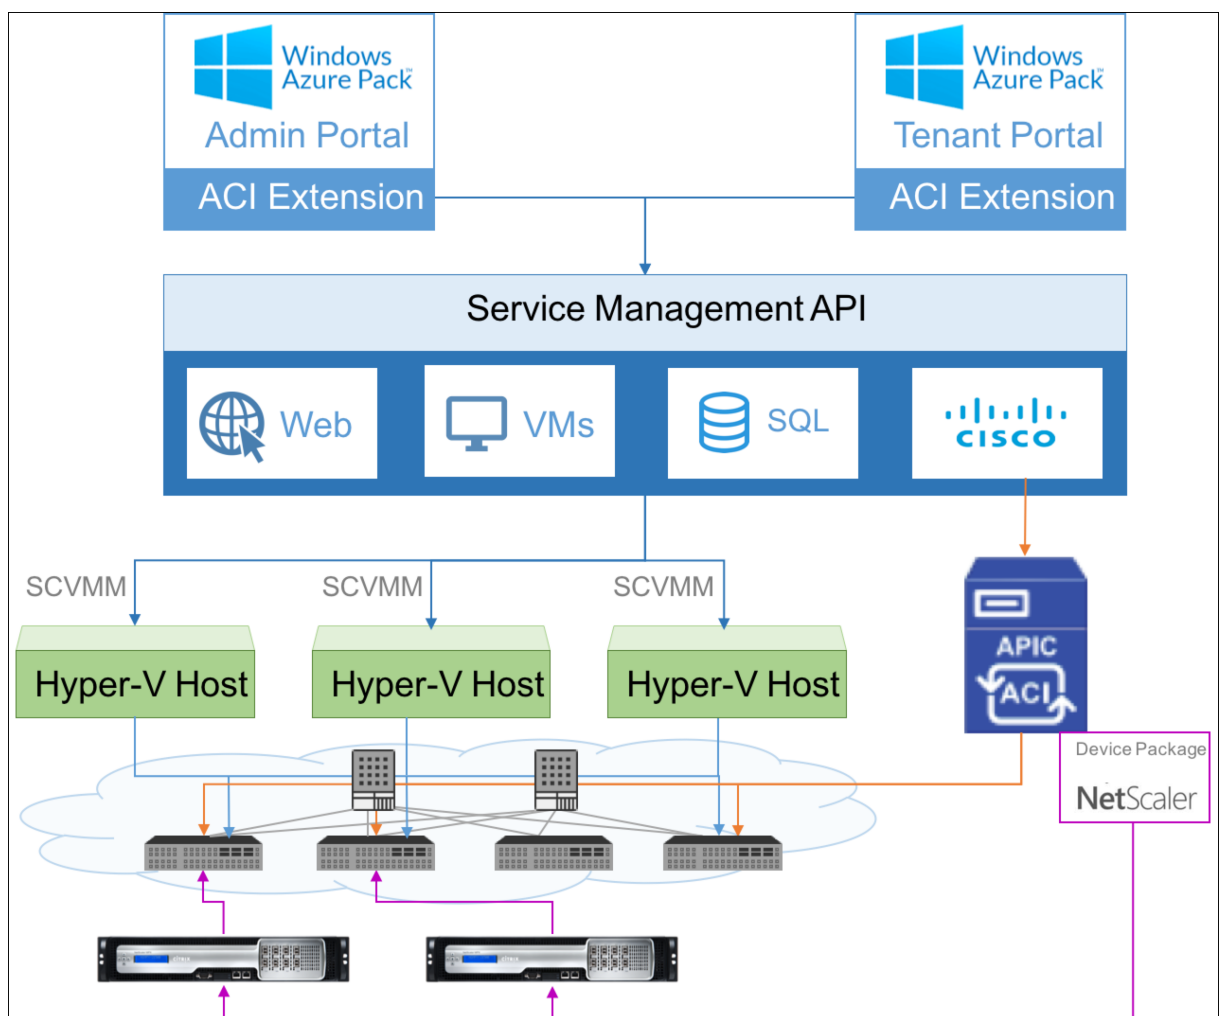 Windows
Azure Pack
Admin Portal
ACI Extension
Windows
Azure Pack
Tenant Portal
ACI Extension
Service Management API
Web
VMs
SQL
CISCO
SCVMM
SCVMM
SCVMM
Hyper-V Host
Hyper-V Host
Hyper-V Host
APIC
ACI
Device Package
NetScaler